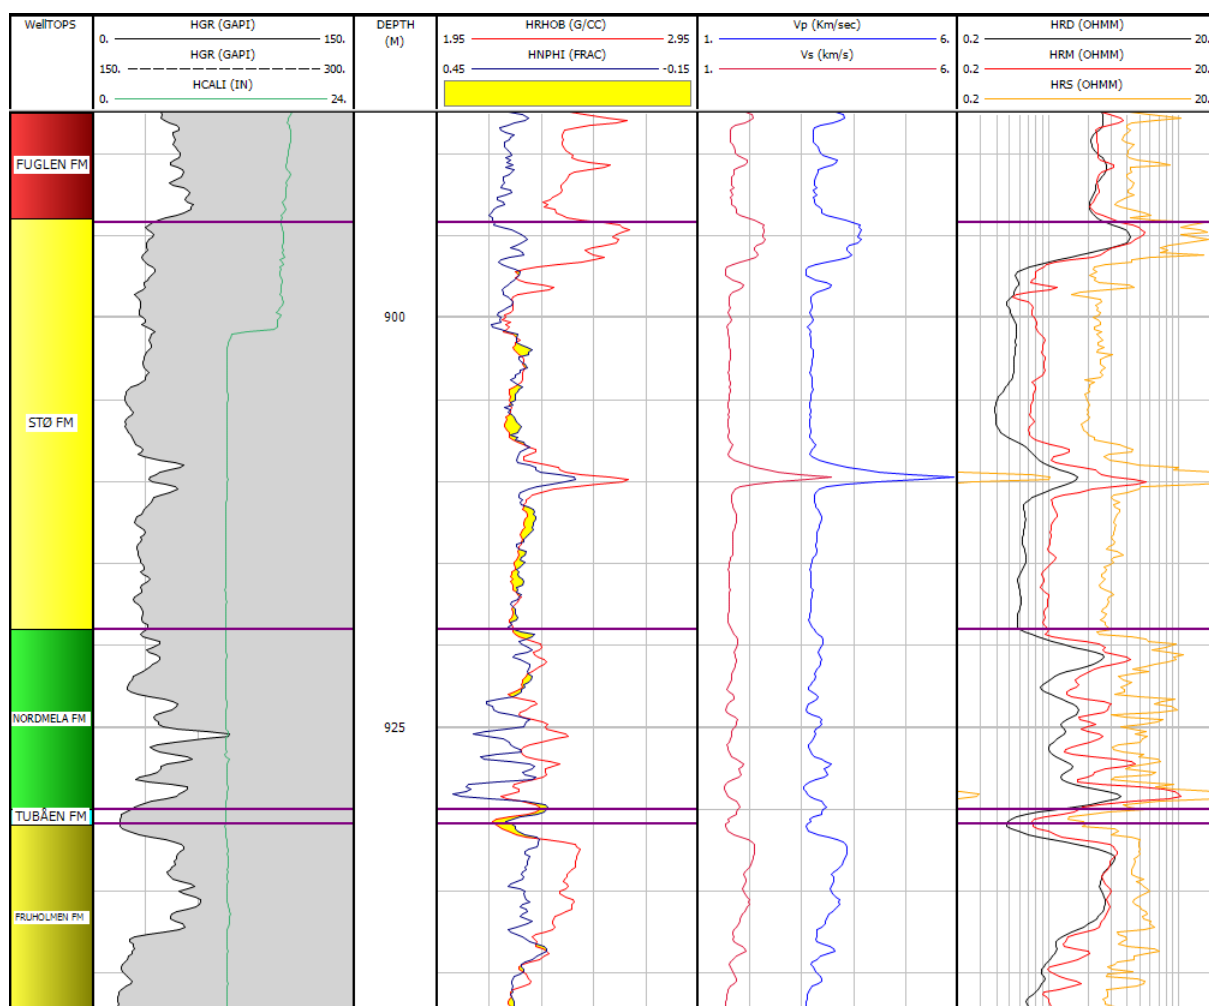 WellTOPS
HGR (GAPI)
0. 150.
HGR (GAPI)
150. 300.
HCALI (IN)
0. 24.
DEPTH
(M)
HRHOB (G/CC)
1.95 2.95
HNPHI (FRAC)
0.45 -0.15
Vp (Km/sec)
1. 6.
Vs (km/s)
1. 6.
HRD (OHMM)
0.2 20.
HRM (OHMM)
0.2 20.
HRS (OHMM)
0.2 20.
FUGLEN FM
STØ FM
NORDMELA FM
TUBÅEN FM
FRUHOLMEN FM
900
925